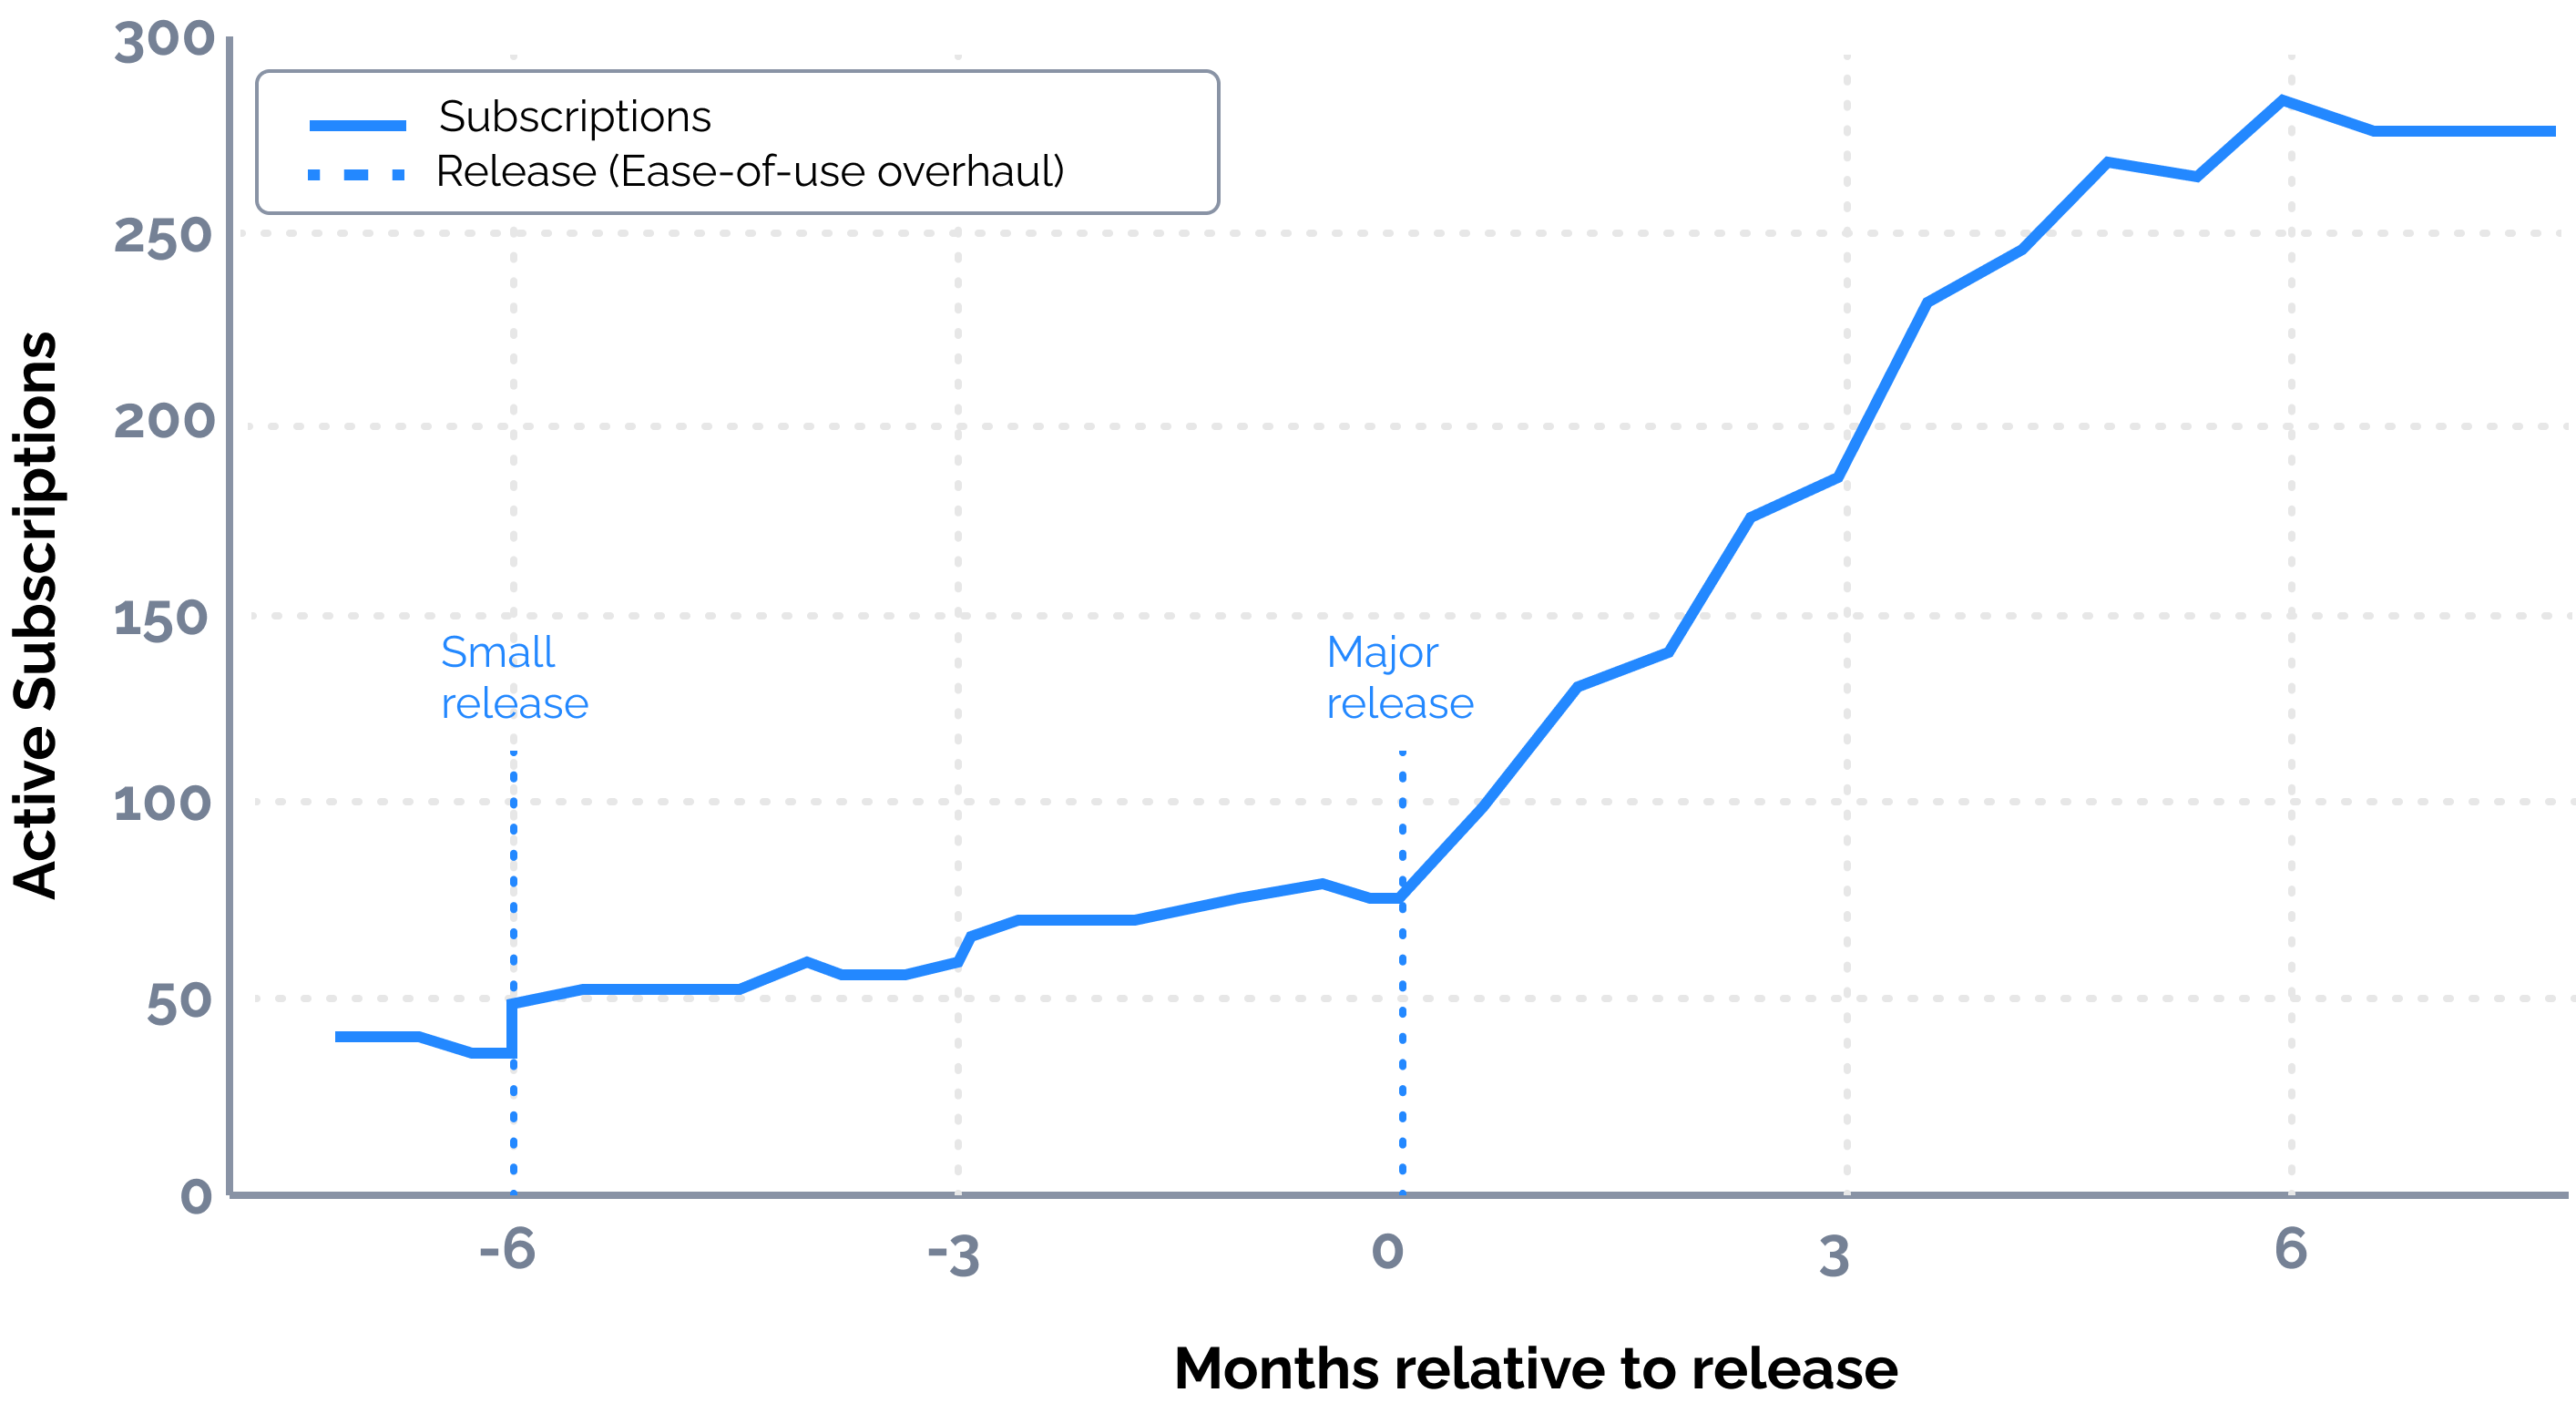 300
Subscriptions
Release (Ease-of-use overhaul)
250
200
150
100
50
0
Active Subscriptions
Small
release
Major
release
-6
-3
0
3
6
Months relative to release